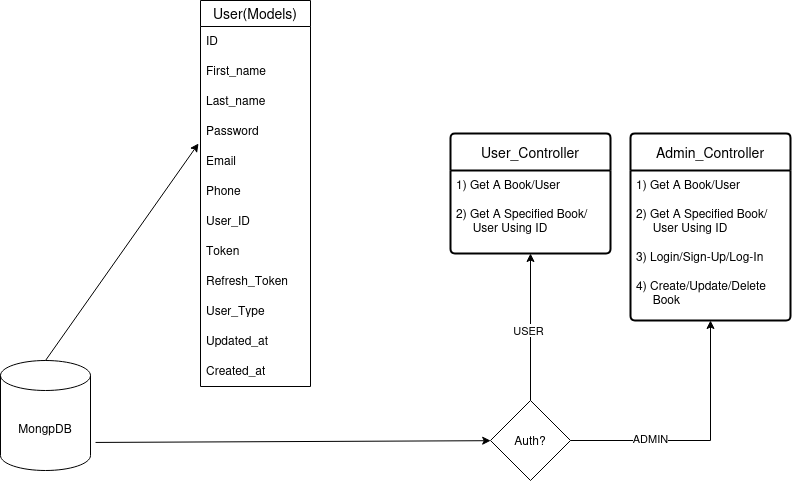 User(Models)
ID
First_name
Last_name
Password
Email
Phone
User_ID
Token
Refresh_Token
User_Type
Updated_at
Created_at
User_Controller
1) Get A Book/User
2) Get A Specified Book/
User Using ID
Admin_Controller
1) Get A Book/User
2) Get A Specified Book/
User Using ID
3) Login/Sign-Up/Log-In
4) Create/Update/Delete
Book
USER
MongpDB
Auth?
ADMIN